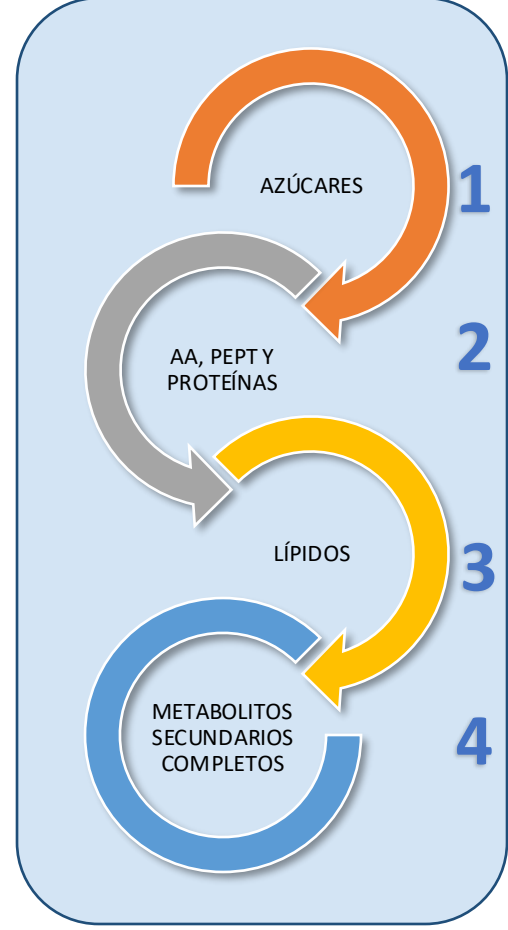 AZÚCARES
1
2
AA, PEPT Y
PROTEÍNAS
LÍPIDOS
3
METABOLITOS
SECUNDARIOS
COMPLETOS
4